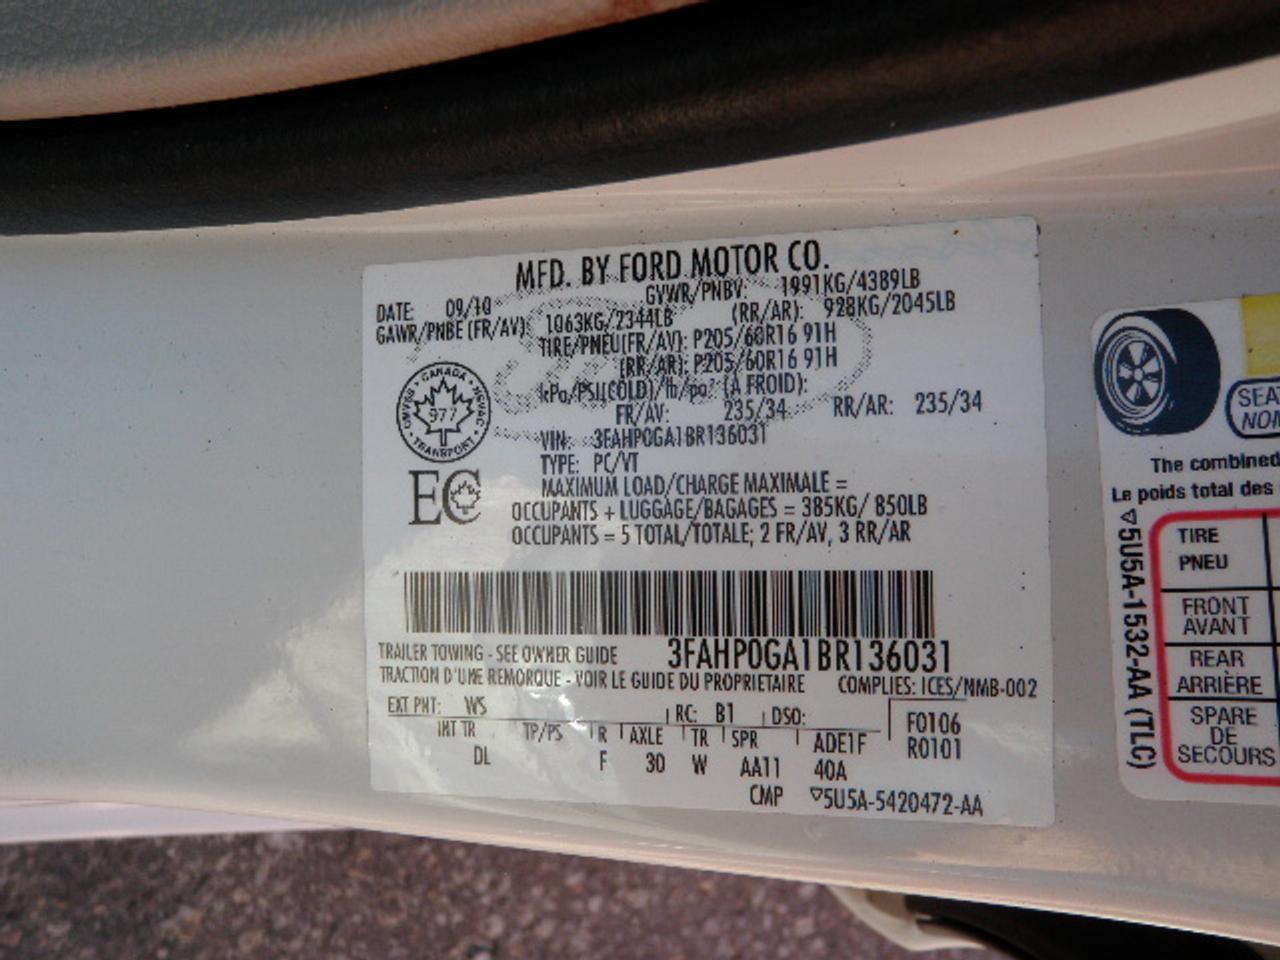 MFD. BY FORD MOTOR CO.
DATE: 09/10 GVWR/PNBV: 1991KG/4389LB
GAWR/PNBE (FR/AV): 1063KG/2344LB (RR/AR): 928KG/2045LB
TIRE/PNEU(FR/AV): P205/60R16 91H
(RR/AR): P205/60R16 91H
kPa/PSI(COLD)/lb/po² (A FROID):
FR/AV: 235/34 RR/AR: 235/34
VIN: 3FAHP0GA1BR136031
TYPE: PC/VT
MAXIMUM LOAD/CHARGE MAXIMALE =
OCCUPANTS + LUGGAGE/BAGAGES = 385KG/ 850LB
OCCUPANTS = 5 TOTAL/TOTALE; 2 FR/AV, 3 RR/AR
CANADA
977
TRANSPORT
EC
3FAHP0GA1BR136031
TRAILER TOWING - SEE OWNER GUIDE
TRACTION D'UNE REMORQUE - VOIR LE GUIDE DU PROPRIETAIRE
COMPLIES: ICES/NMB-002
EXT PNT: WS RC: B1 DSO: F0106
INT TR TP/PS R AXLE TR SPR ADE1F R0101
DL F 30 W AA11 40A
CMP ▽5U5A-5420472-AA
SEA
NO
The combined
Le poids total des
▽5U5A-1532-AA (TLC)
TIRE
PNEU
FRONT
AVANT
REAR
ARRIÈRE
SPARE
DE
SECOURS